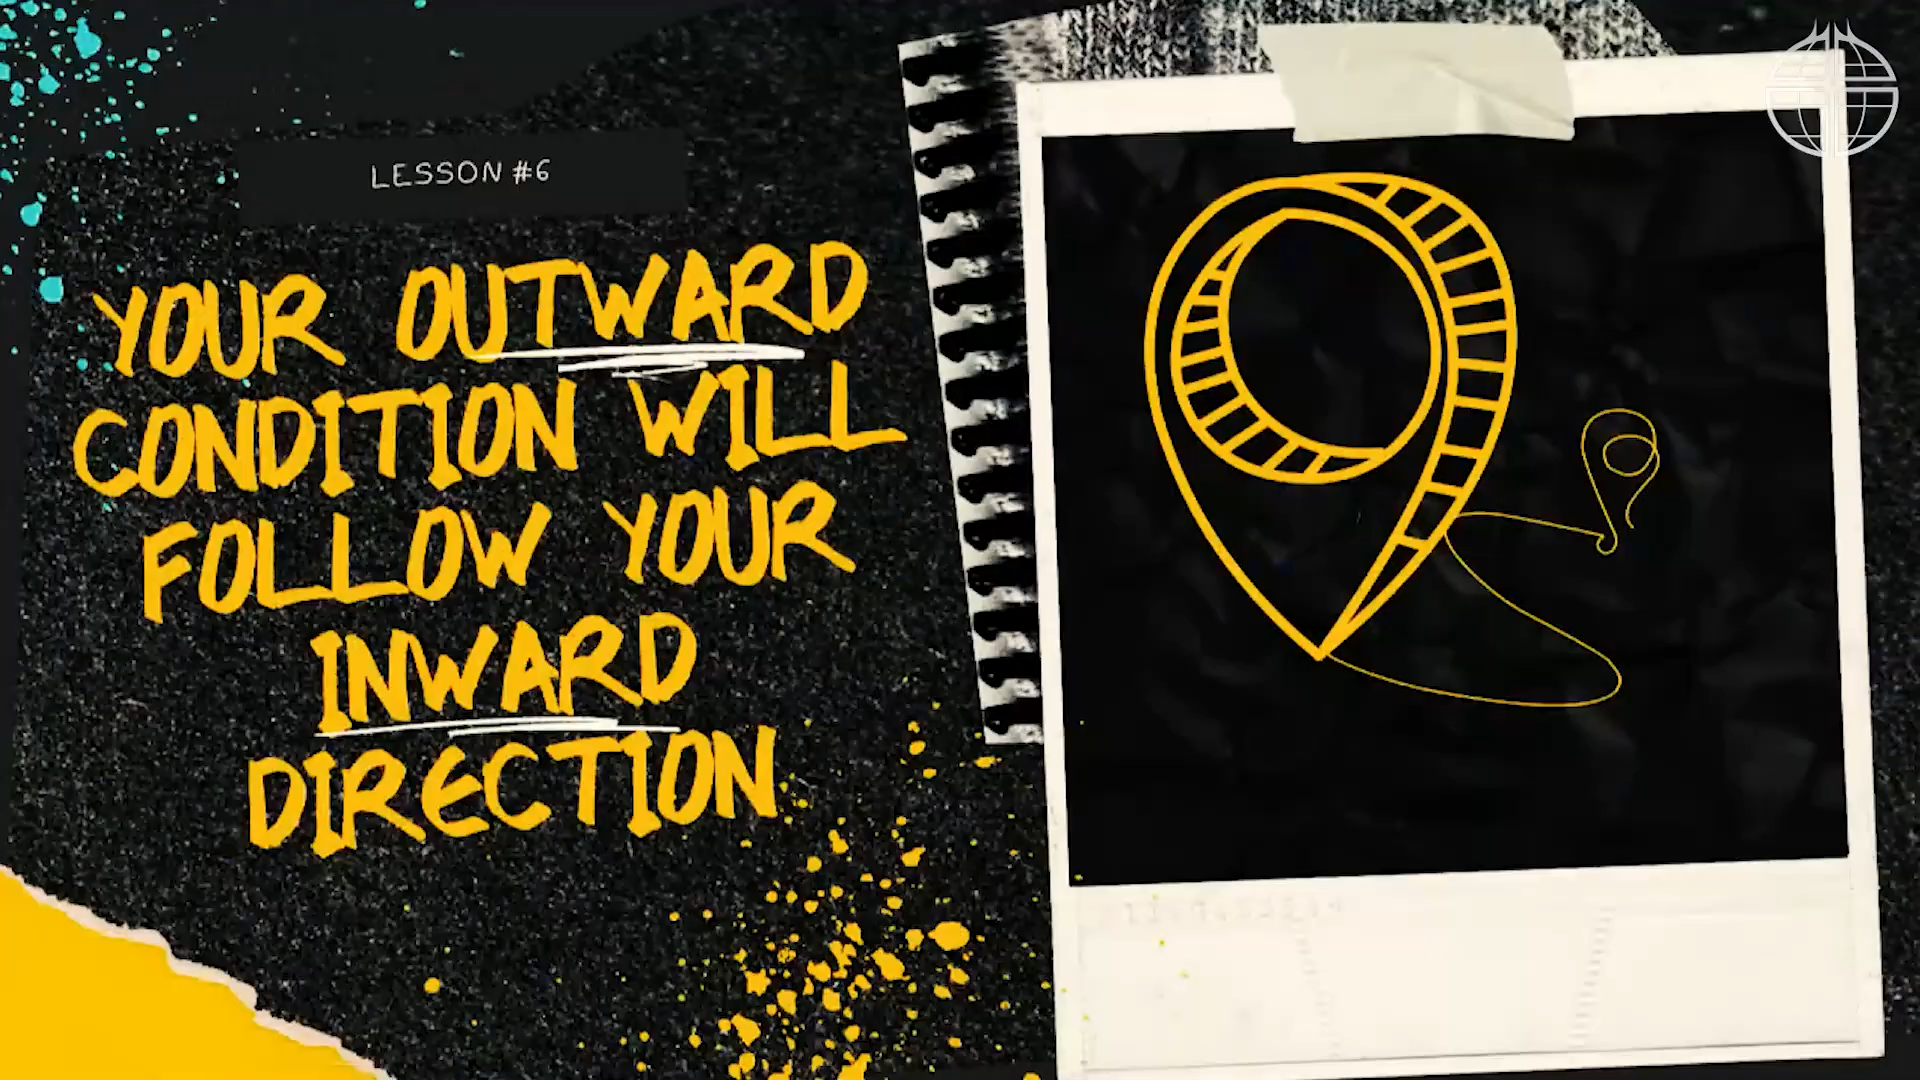 LESSON #6
YOUR OUTWARD
CONDITION WILL
FOLLOW YOUR
INWARD
DIRECTION